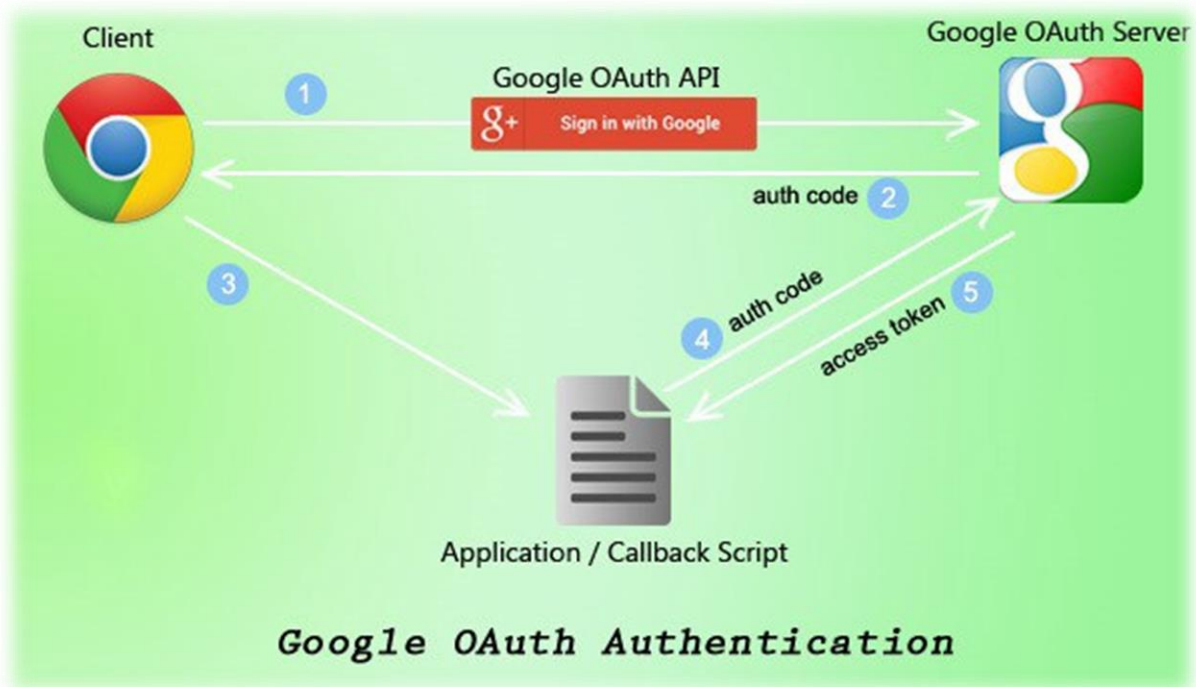 Client
Google OAuth Server
Google OAuth API
1
g+ Sign in with Google
auth code 2
3
4 auth code
access token 5
Application / Callback Script
Google OAuth Authentication